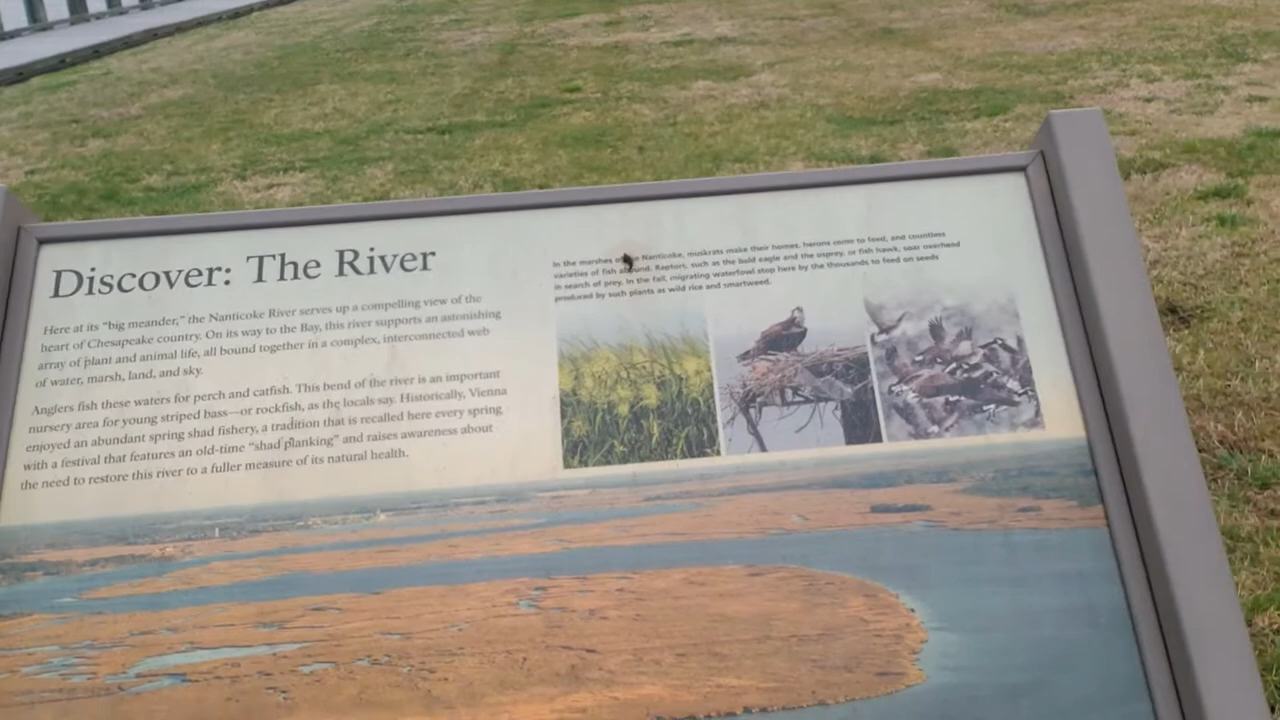 Discover: The River
Here at its "big meander," the Nanticoke River serves up a compelling view of the
heart of Chesapeake country. On its way to the Bay, this river supports an astonishing
array of plant and animal life, all bound together in a complex, interconnected web
of water, marsh, land, and sky.
Anglers fish these waters for perch and catfish. This bend of the river is an important
nursery area for young striped bass—or rockfish, as the locals say. Historically, Vienna
enjoyed an abundant spring shad fishery, a tradition that is recalled here every spring
with a festival that features an old-time "shad planking" and raises awareness about
the need to restore this river to a fuller measure of its natural health.
In the marshes Nanticoke, muskrats make their homes, herons come to feed, and countless
varieties of fish abound. Raptors, such as the bald eagle and the osprey, or fish hawk, soar overhead
in search of prey. In the fall, migrating waterfowl stop here by the thousands to feed on seeds
produced by such plants as wild rice and smartweed.